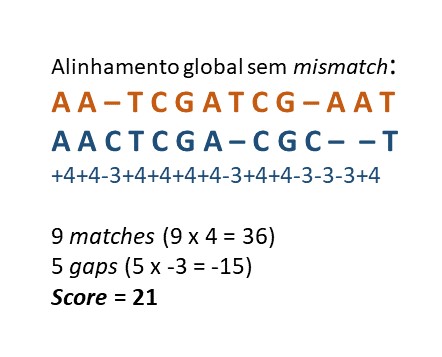 Alinhamento global sem mismatch:
A A – T C G A T C G – A A T
A A C T C G A – C G C – – T
+4+4-3+4+4+4+4-3+4+4-3-3-3+4
9 matches (9 x 4 = 36)
5 gaps (5 x -3 = -15)
Score = 21